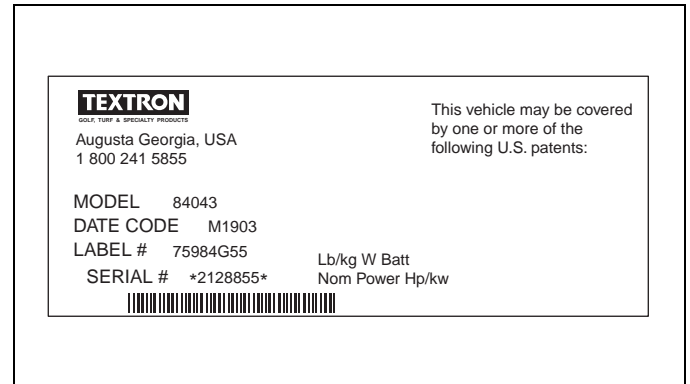 TEXTRON
GOLF, TURF & SPECIALTY PRODUCTS
Augusta Georgia, USA
1 800 241 5855
This vehicle may be covered
by one or more of the
following U.S. patents:
MODEL 84043
DATE CODE M1903
LABEL # 75984G55
SERIAL # *2128855*
Lb/kg W Batt
Nom Power Hp/kw